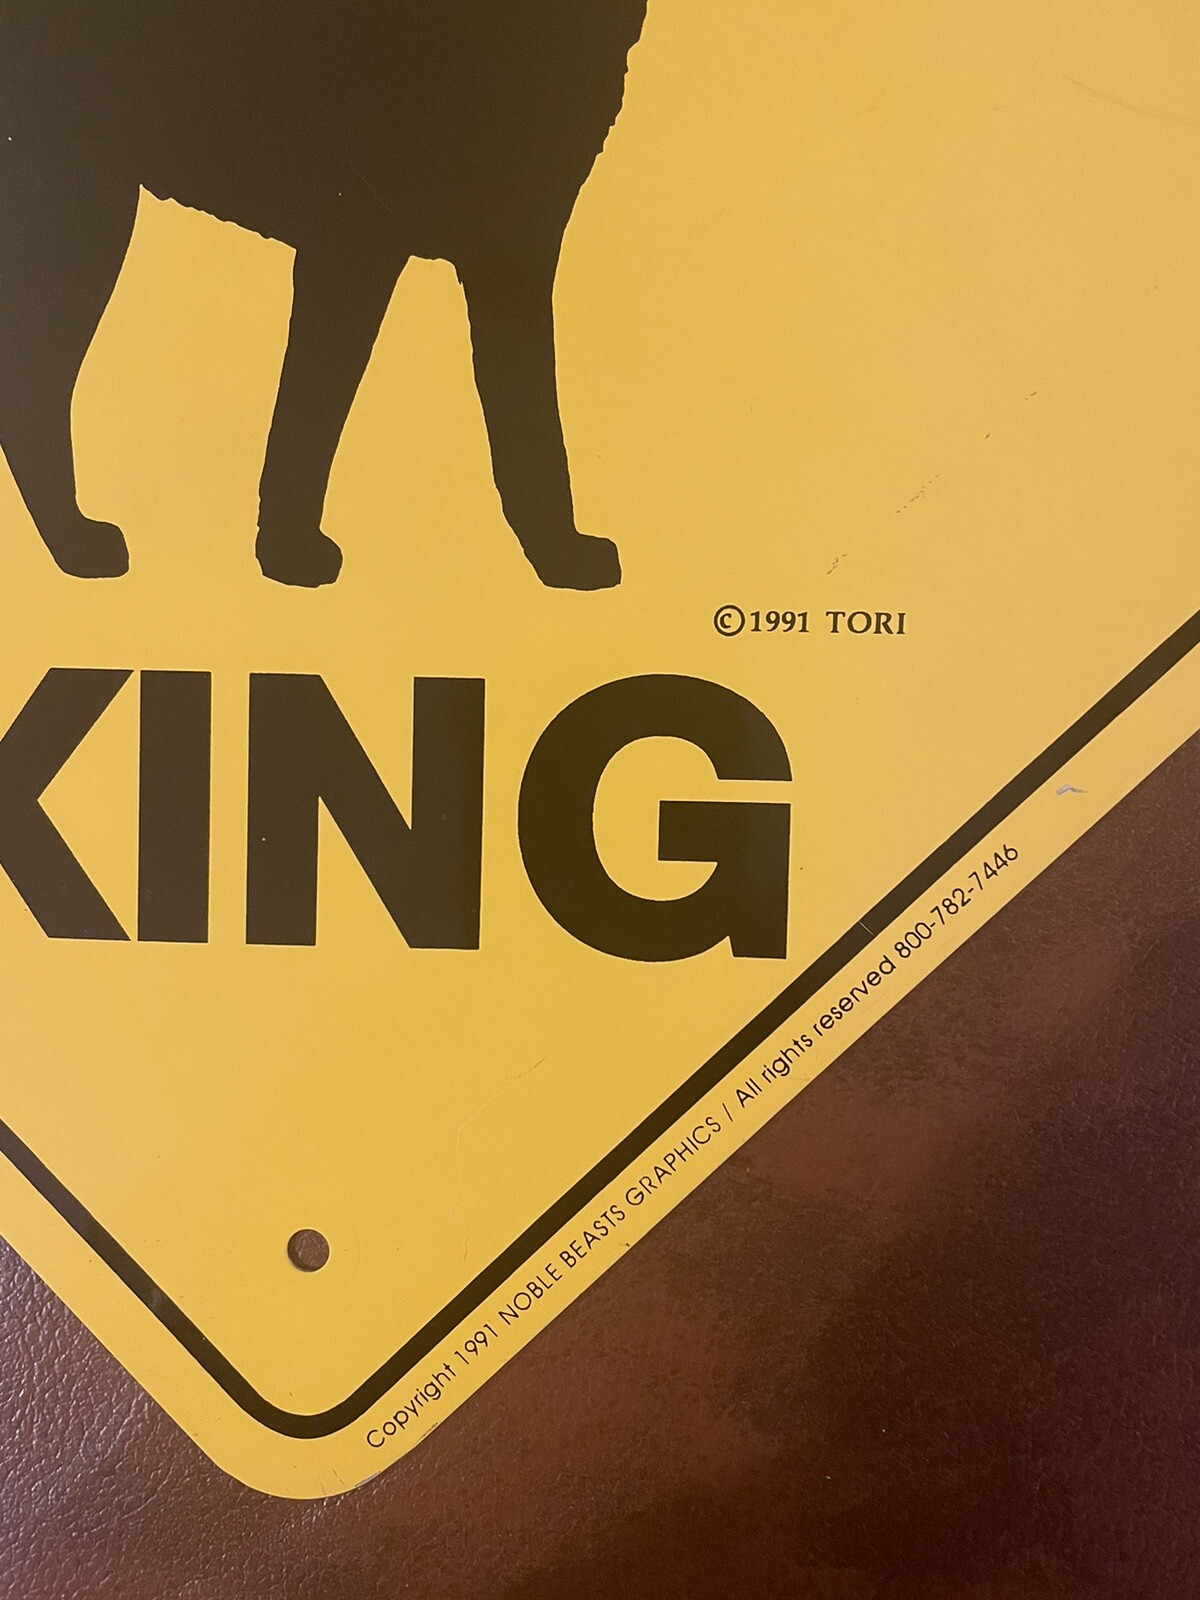 ©1991 TORI
KING
Copyright 1991 NOBLE BEASTS GRAPHICS / All rights reserved 800-782-7446